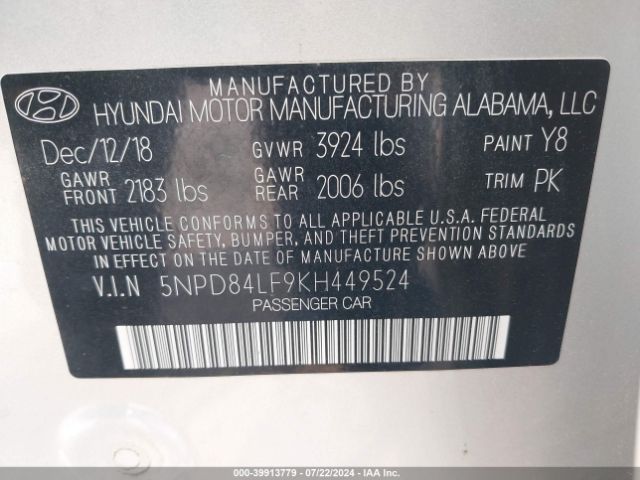 MANUFACTURED BY
HYUNDAI MOTOR MANUFACTURING ALABAMA, LLC
Dec/12/18 GVWR 3924 lbs PAINT Y8
GAWR FRONT 2183 lbs GAWR REAR 2006 lbs TRIM PK
THIS VEHICLE CONFORMS TO ALL APPLICABLE U.S.A. FEDERAL
MOTOR VEHICLE SAFETY, BUMPER, AND THEFT PREVENTION STANDARDS
IN EFFECT ON THE DATE OF MANUFACTURE SHOWN ABOVE.
V.I.N 5NPD84LF9KH449524
PASSENGER CAR
000-39913779 | 07/22/2024 | IAA Inc.